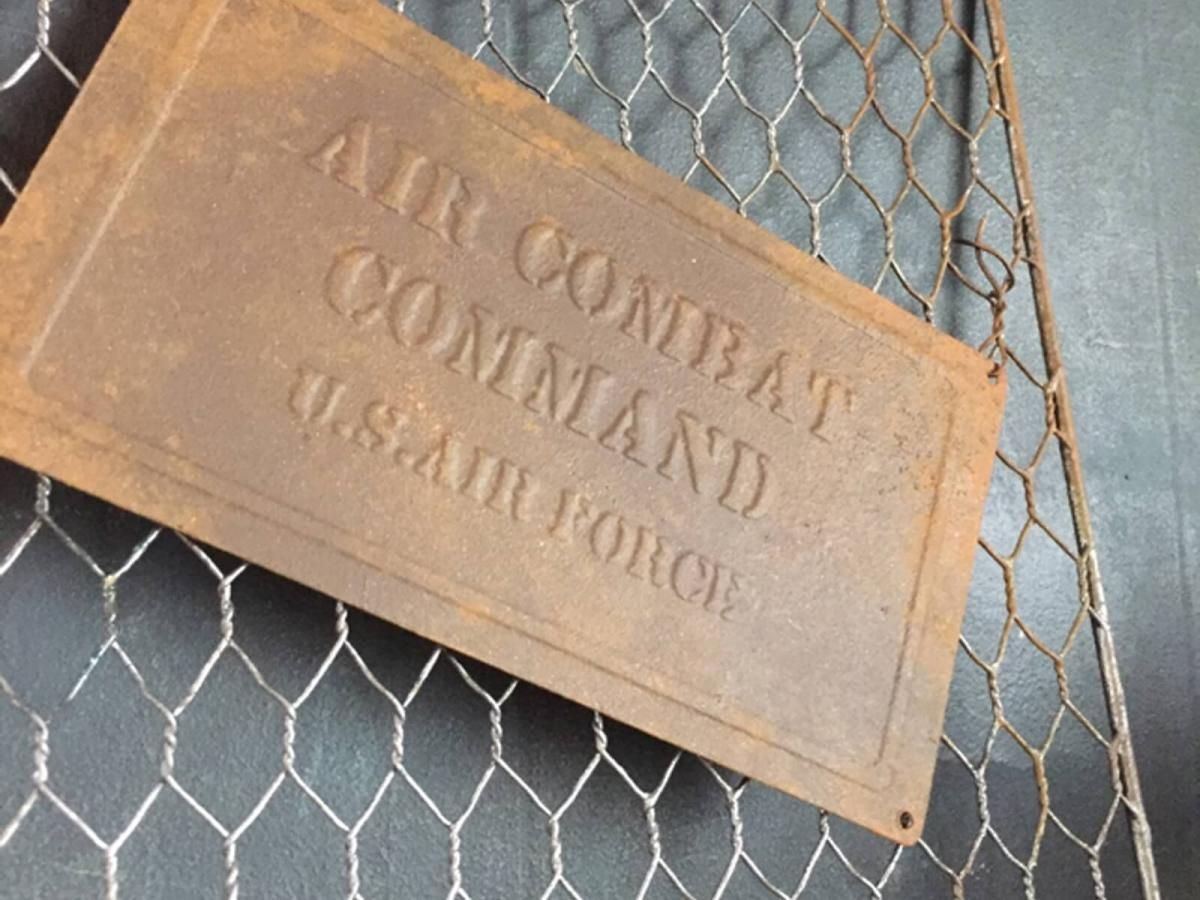 AIR COMBAT
COMMAND
U.S.AIR FORCE